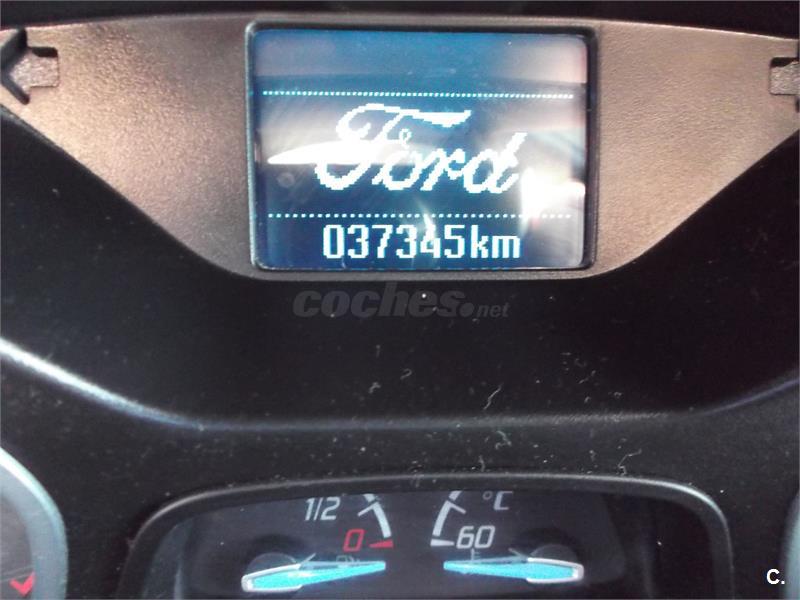 Ford
037345km
coches.net
1/2
°C
0
60
C.